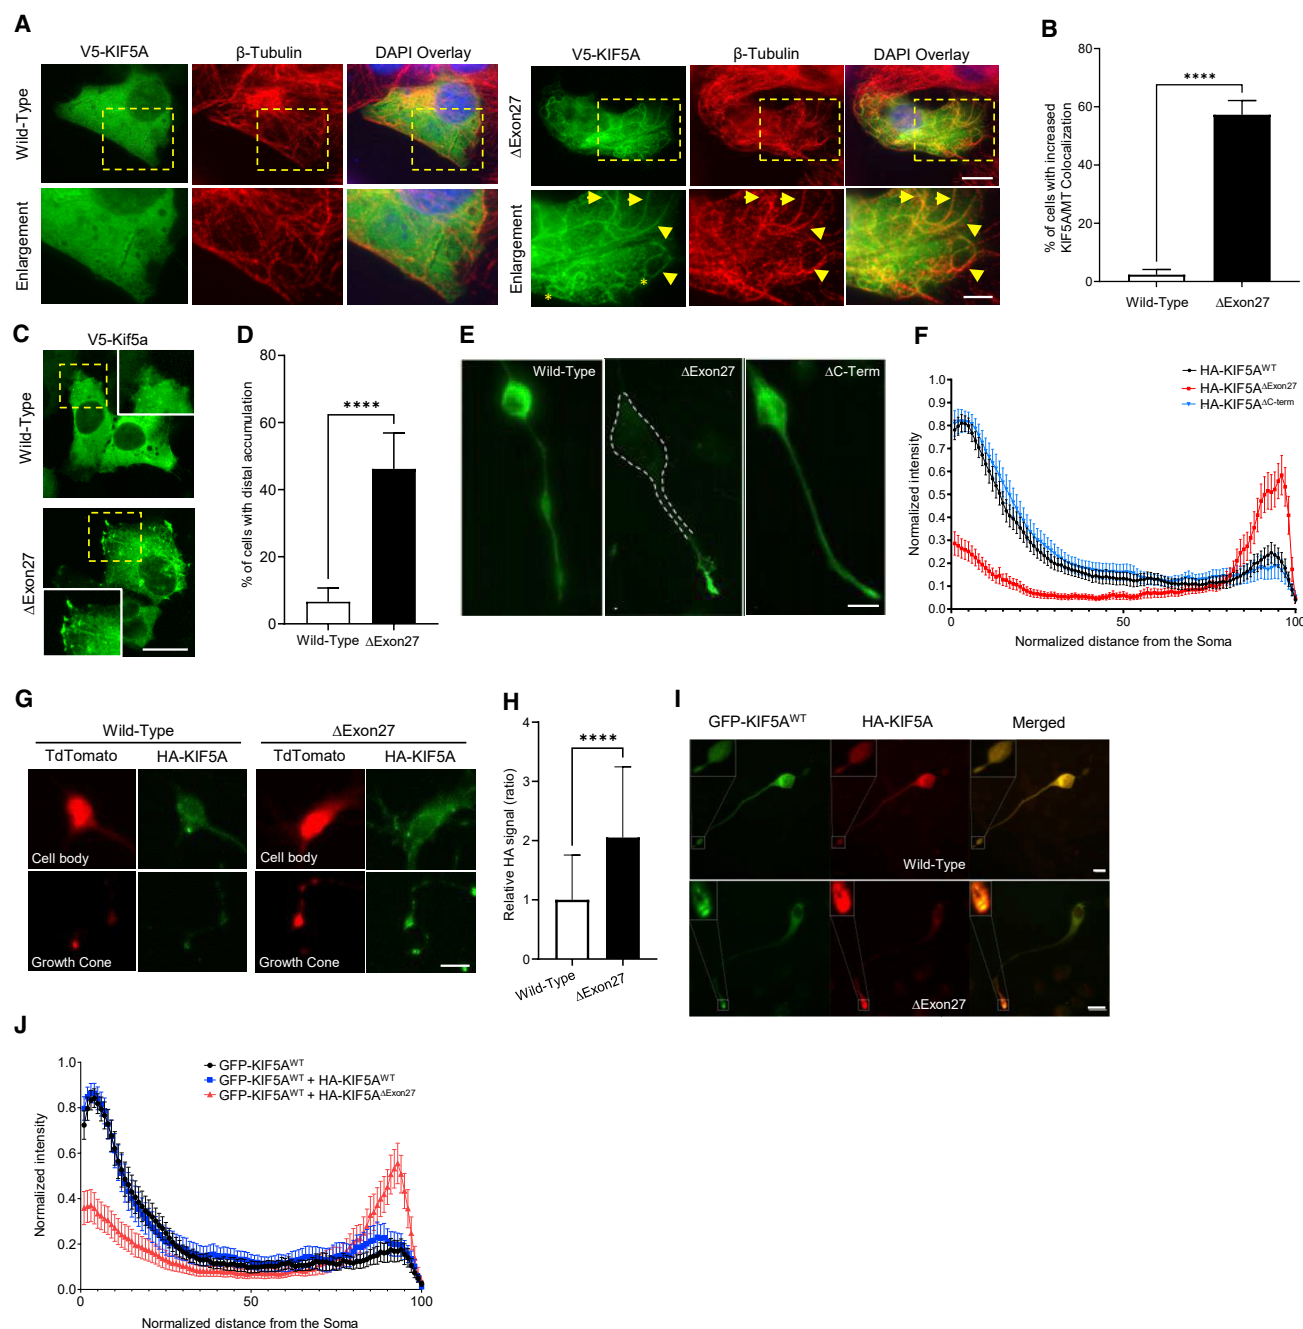 A
V5-KIF5A
β-Tubulin
DAPI Overlay
Wild-Type
Enlargement
V5-KIF5A
β-Tubulin
DAPI Overlay
ΔExon27
Enlargement
*
*
B
% of cells with increased
KIF5A/MT Colocalization
80
60
40
20
0
****
Wild-Type
ΔExon27
C
V5-Kif5a
Wild-Type
ΔExon27
D
% of cells with distal accumulation
80
60
40
20
0
****
Wild-Type
ΔExon27
E
Wild-Type
ΔExon27
ΔC-Term
F
HA-KIF5A^WT
HA-KIF5A^ΔExon27
HA-KIF5A^ΔC-term
Normalized intensity
1.0
0.9
0.8
0.7
0.6
0.5
0.4
0.3
0.2
0.1
0.0
0
50
100
Normalized distance from the Soma
G
Wild-Type
ΔExon27
TdTomato
HA-KIF5A
TdTomato
HA-KIF5A
Cell body
Cell body
Growth Cone
Growth Cone
H
Relative HA signal (ratio)
4
3
2
1
0
****
Wild-Type
ΔExon27
I
GFP-KIF5A^WT
HA-KIF5A
Merged
Wild-Type
ΔExon27
J
GFP-KIF5A^WT
GFP-KIF5A^WT + HA-KIF5A^WT
GFP-KIF5A^WT + HA-KIF5A^ΔExon27
Normalized intensity
1.0
0.8
0.6
0.4
0.2
0.0
0
50
100
Normalized distance from the Soma